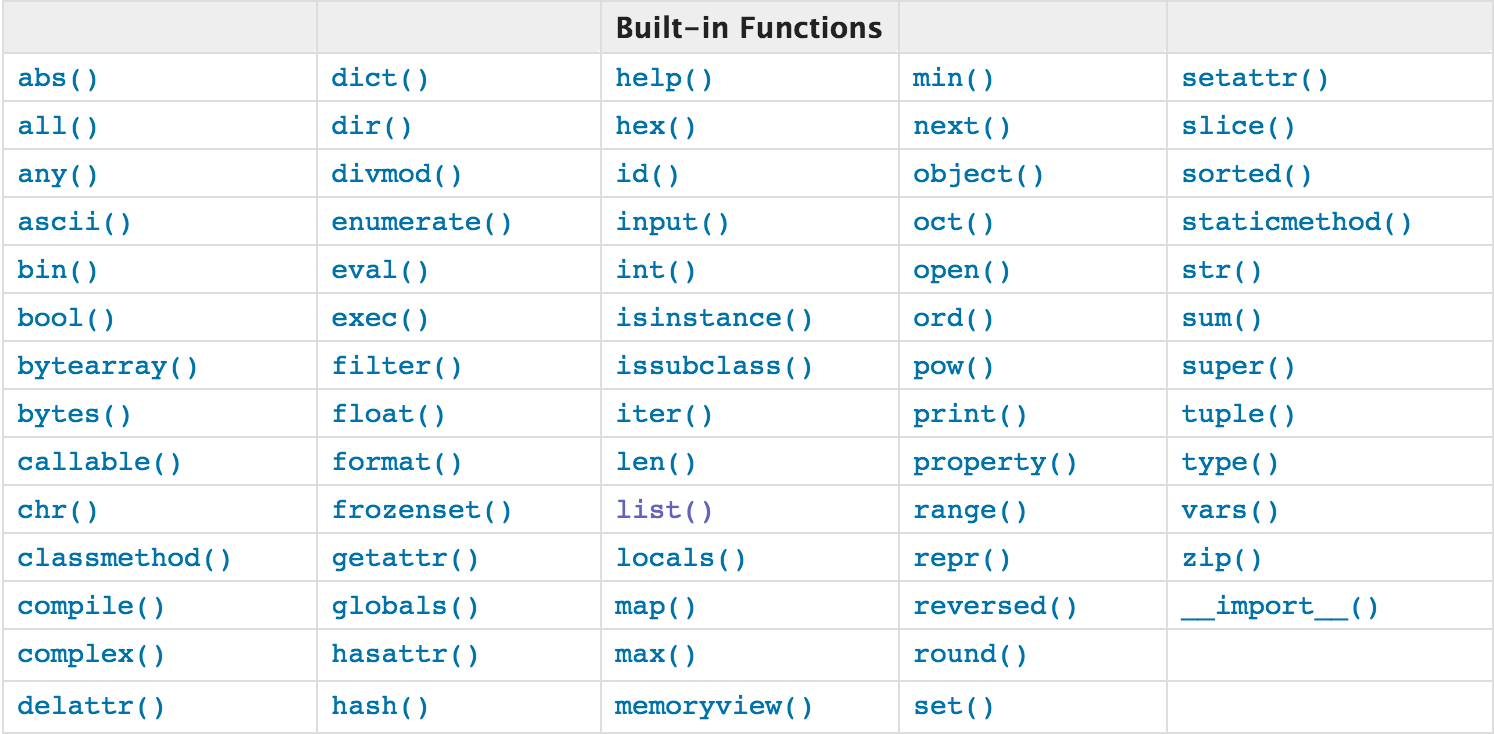 Built-in Functions
abs() dict() help() min() setattr()
all() dir() hex() next() slice()
any() divmod() id() object() sorted()
ascii() enumerate() input() oct() staticmethod()
bin() eval() int() open() str()
bool() exec() isinstance() ord() sum()
bytearray() filter() issubclass() pow() super()
bytes() float() iter() print() tuple()
callable() format() len() property() type()
chr() frozenset() list() range() vars()
classmethod() getattr() locals() repr() zip()
compile() globals() map() reversed() __import__()
complex() hasattr() max() round()
delattr() hash() memoryview() set()